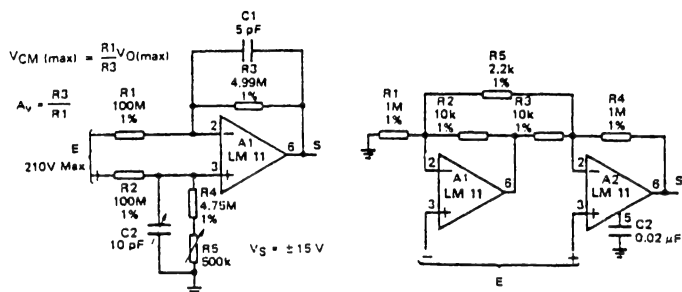 C1
5 pF
VCM (max) = R1/R3 VO(max)
R3
4.99M
1%
Av = R3/R1
R1
100M
1%
E
210V Max
2
3
A1
LM 11
6
S
R2
100M
1%
R4
4.75M
1%
C2
10 pF
R5
500k
VS = ±15 V
R5
2.2k
1%
R1
1M
1%
R2
10k
1%
R3
10k
1%
R4
1M
1%
2
3
A1
LM 11
6
2
3
A2
LM 11
6
S
5
C2
0.02 µF
E